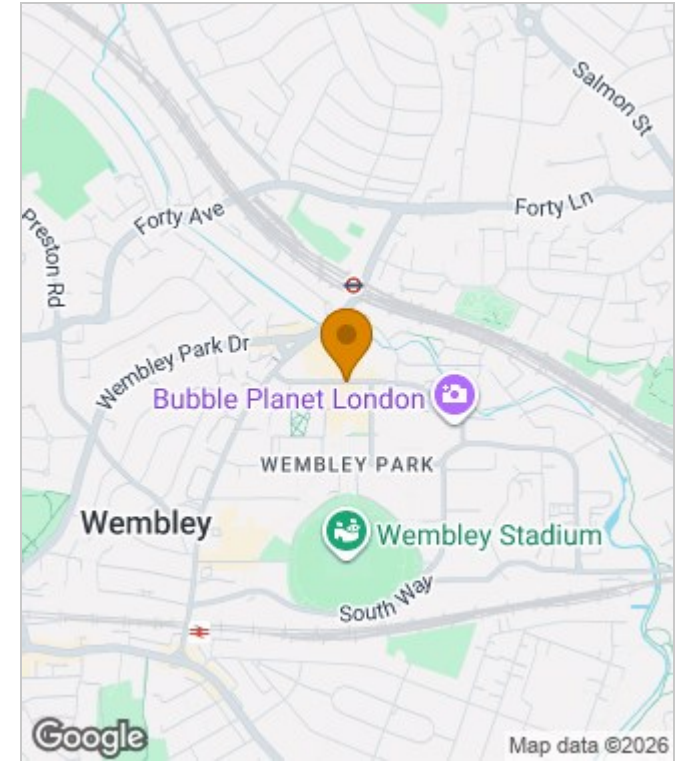 Salmon St
Forty Ln
Forty Ave
Preston Rd
Wembley Park Dr
Bubble Planet London
WEMBLEY PARK
Wembley
Wembley Stadium
South Way
Google
Map data ©2026